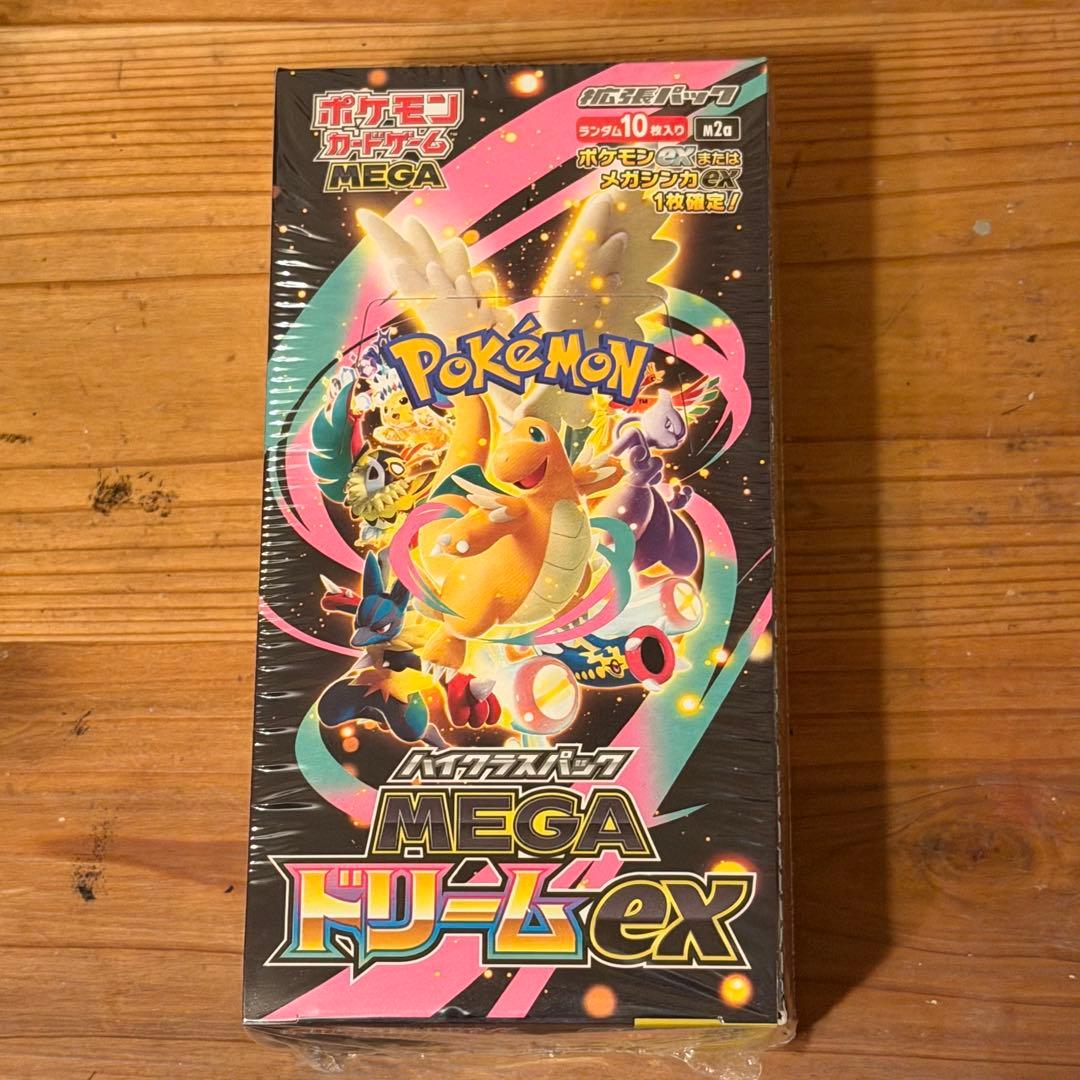 ポケモン
カードゲーム
MEGA
拡張パック
ランダム10枚入り M2a
ポケモンexまたは
メガシンカex
1枚確定!
POKÉMON
TM
ハイクラスパック
MEGA
ドリームex